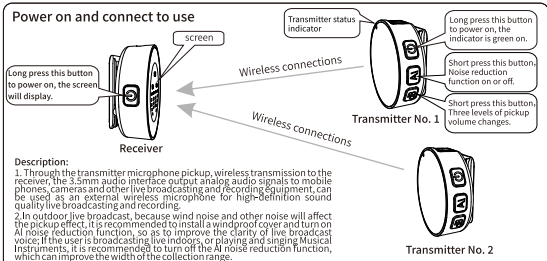 Power on and connect to use
Transmitter status
indicator
Long press this button
to power on, the
indicator is green on.
screen
Long press this button
to power on, the screen
will display.
Wireless connections
AI
Short press this button,
Noise reduction
function on or off.
Short press this button,
Three levels of pickup
volume changes.
Transmitter No. 1
Wireless connections
Receiver
AI
Transmitter No. 2
Description:
1. Through the transmitter microphone pickup, wireless transmission to the
receiver, the 3.5mm audio interface output analog audio signals to mobile
phones, cameras and other live broadcasting and recording equipment, can
be used as an external wireless microphone for high-definition sound
quality live broadcasting and recording.
2.In outdoor live broadcast, because wind noise and other noise will affect
the pickup effect, it is recommended to install a windproof cover and turn on
AI noise reduction function, so as to improve the clarity of live broadcast
voice; If the user is broadcasting live indoors, or playing and singing Musical
Instruments, it is recommended to turn off the AI noise reduction function,
which can improve the width of the collection range.